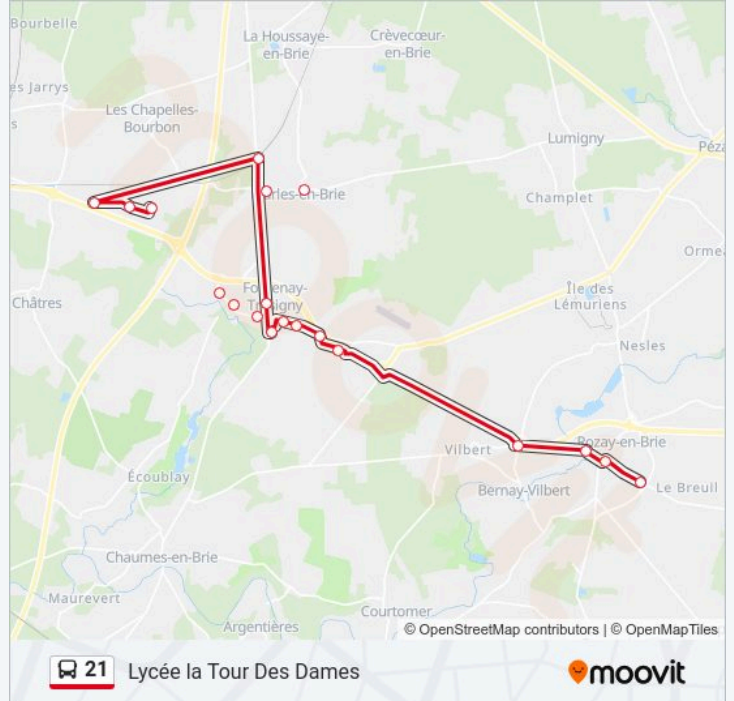 Bourbelle
La Houssaye-
en-Brie
Crèvecœur-
en-Brie
es Jarrys
Les Chapelles-
Bourbon
s
Lumigny
Péza
arles-en-Brie
Champlet
Orme
Châtres
Fontenay-
Trésigny
Île des
Lémuriens
Nesles
Vilbert
Rozay-en-Brie
Écoublay
Bernay-Vilbert
Le Breuil
Chaumes-en-Brie
Maurevert
Courtomer
Argentières
© OpenStreetMap contributors | © OpenMapTiles
21 Lycée la Tour Des Dames
moovit